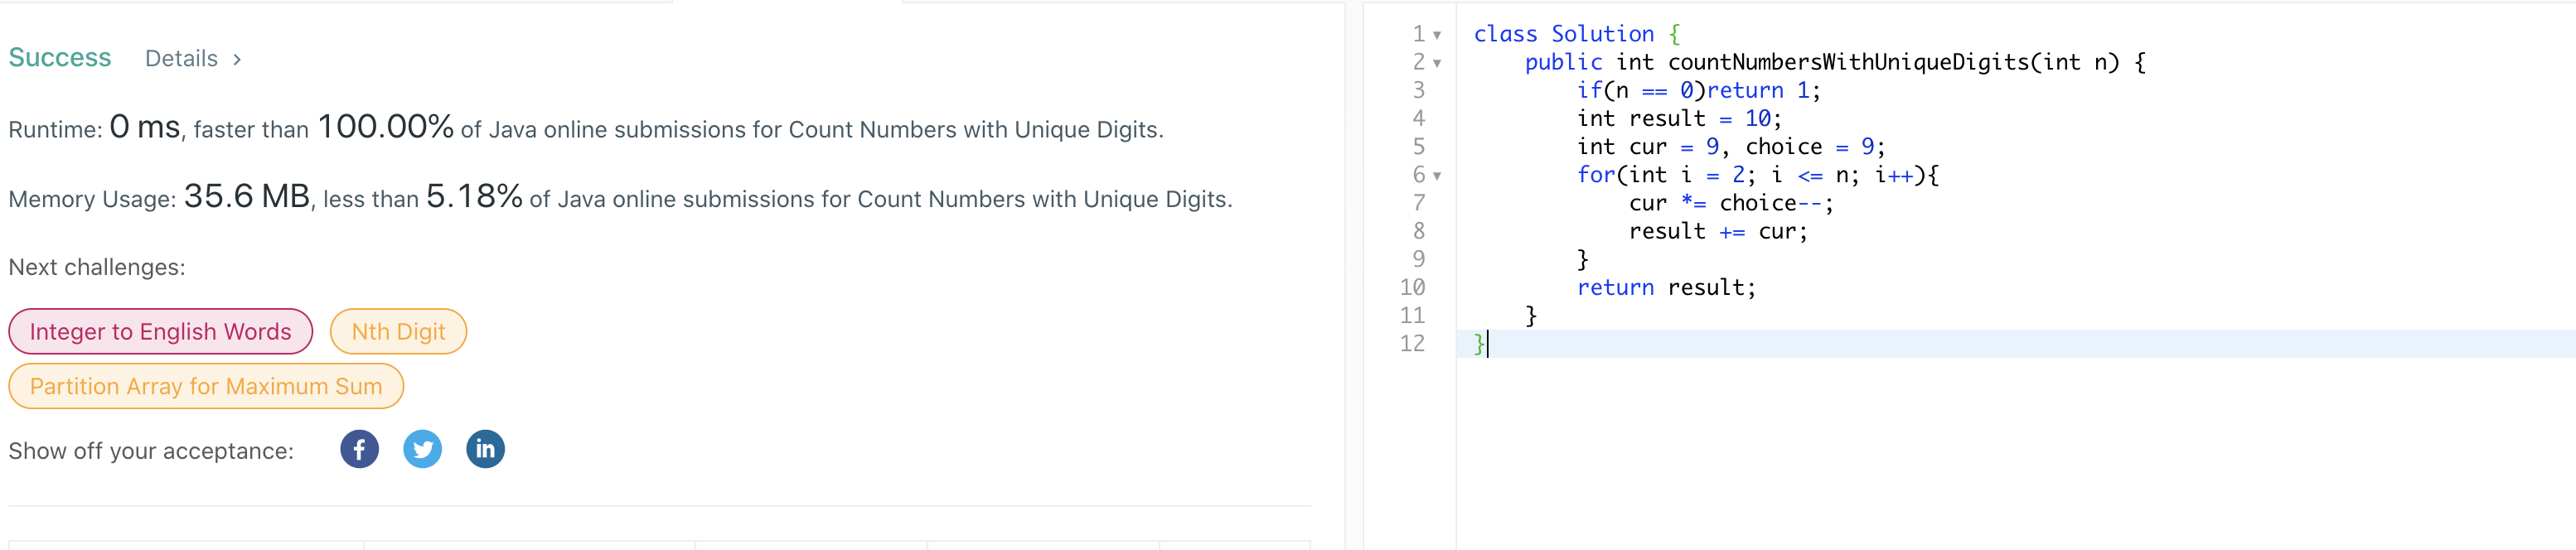 Success Details >
Runtime: 0 ms, faster than 100.00% of Java online submissions for Count Numbers with Unique Digits.
Memory Usage: 35.6 MB, less than 5.18% of Java online submissions for Count Numbers with Unique Digits.
Next challenges:
Integer to English Words Nth Digit
Partition Array for Maximum Sum
Show off your acceptance: f in
1 class Solution {
2     public int countNumbersWithUniqueDigits(int n) {
3         if(n == 0)return 1;
4         int result = 10;
5         int cur = 9, choice = 9;
6         for(int i = 2; i <= n; i++){
7             cur *= choice--;
8             result += cur;
9         }
10         return result;
11     }
12 }